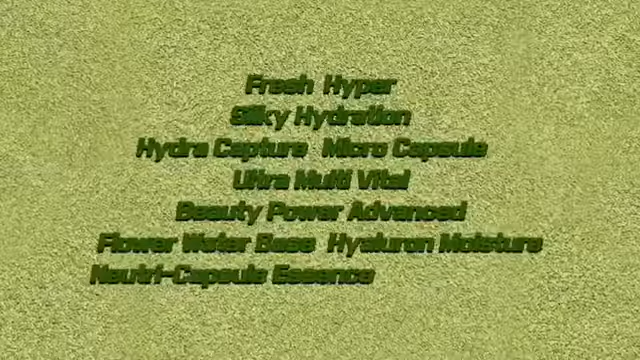 Fresh Hyper
Silky Hydration
Hydra Capture Micro Capsule
Ultra Multi Vital
Beauty Power Advanced
Flower Water Base Hyaluron Moisture
Neutri-Capsule Essence